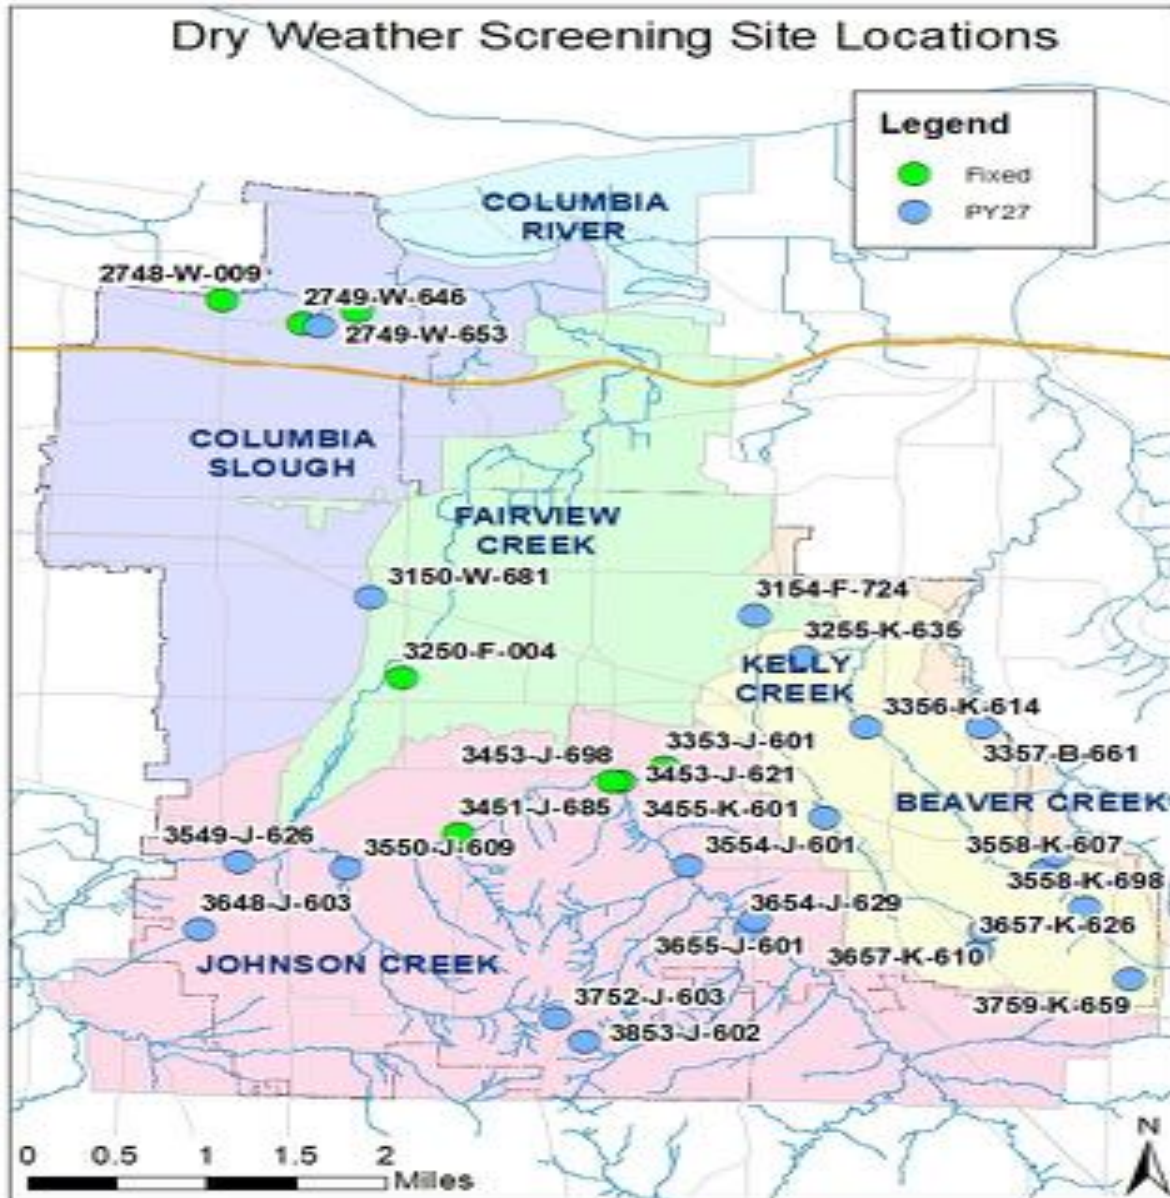 Dry Weather Screening Site Locations
Legend
Fixed
PY27
COLUMBIA
RIVER
2748-W-009
2749-W-646
2749-W-653
COLUMBIA
SLOUGH
FAIRVIEW
CREEK
3150-W-681
3154-F-724
3255-K-635
3250-F-004
KELLY
CREEK
3356-K-614
3353-J-601
3453-J-698
3357-B-661
3453-J-621
3451-J-685
3455-K-601
BEAVER CREEK
3549-J-626
3550-J-609
3554-J-601
3558-K-607
3558-K-698
3648-J-603
3654-J-629
3657-K-626
3655-J-601
3657-K-610
JOHNSON CREEK
3752-J-603
3759-K-659
3853-J-602
N
0 0.5 1 1.5 2
Miles